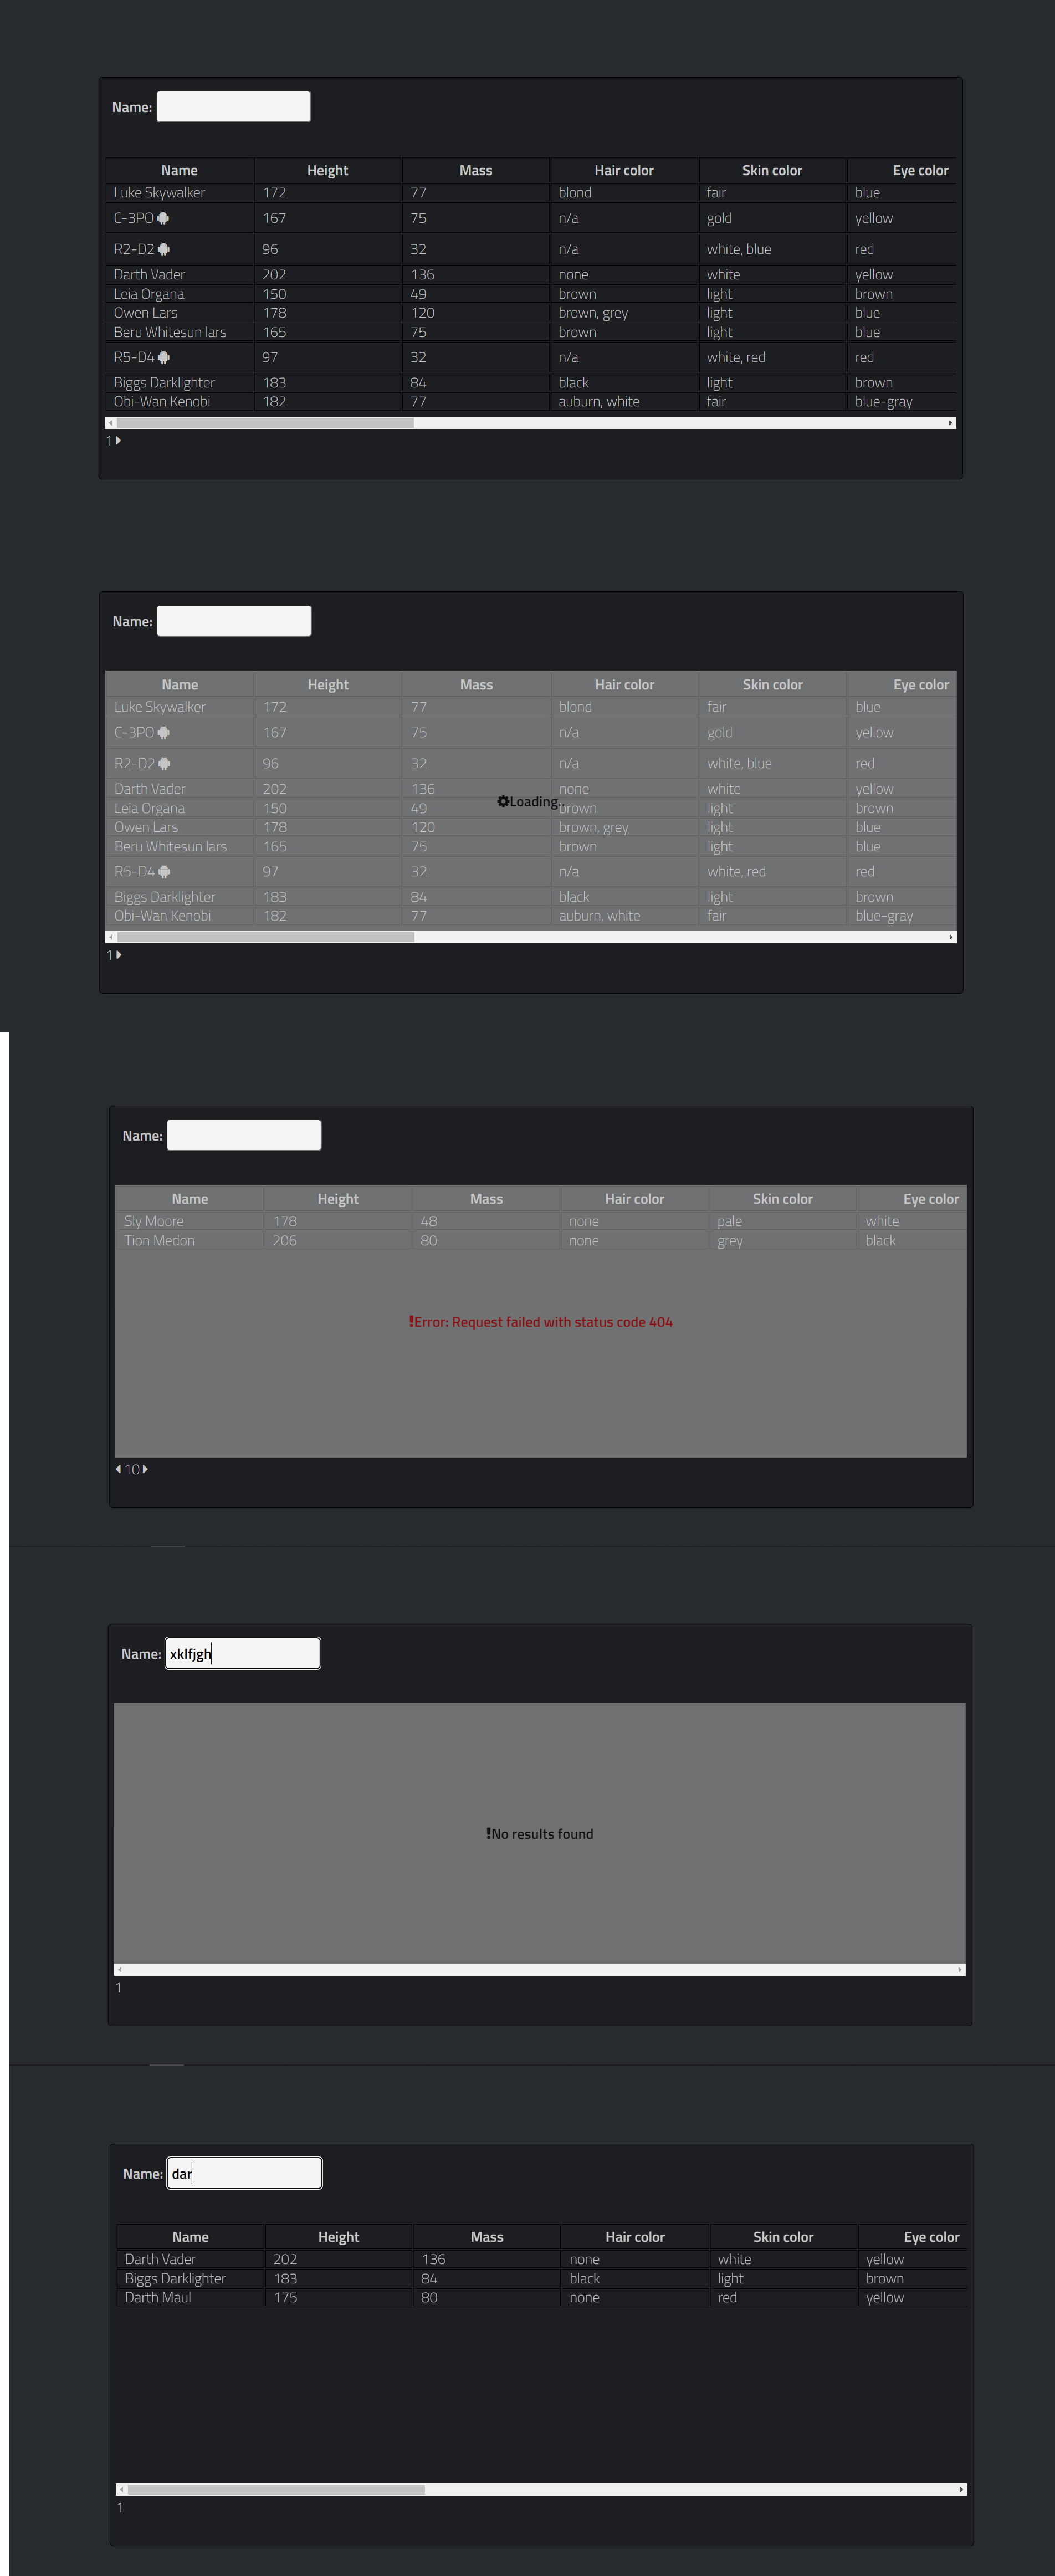 Name:
Name Height Mass Hair color Skin color Eye color
Luke Skywalker 172 77 blond fair blue
C-3PO 167 75 n/a gold yellow
R2-D2 96 32 n/a white, blue red
Darth Vader 202 136 none white yellow
Leia Organa 150 49 brown light brown
Owen Lars 178 120 brown, grey light blue
Beru Whitesun lars 165 75 brown light blue
R5-D4 97 32 n/a white, red red
Biggs Darklighter 183 84 black light brown
Obi-Wan Kenobi 182 77 auburn, white fair blue-gray
1
Name:
Name Height Mass Hair color Skin color Eye color
Luke Skywalker 172 77 blond fair blue
C-3PO 167 75 n/a gold yellow
R2-D2 96 32 n/a white, blue red
Darth Vader 202 136 none white yellow
Loading..
Leia Organa 150 49 brown light brown
Owen Lars 178 120 brown, grey light blue
Beru Whitesun lars 165 75 brown light blue
R5-D4 97 32 n/a white, red red
Biggs Darklighter 183 84 black light brown
Obi-Wan Kenobi 182 77 auburn, white fair blue-gray
1
Name:
Name Height Mass Hair color Skin color Eye color
Sly Moore 178 48 none pale white
Tion Medon 206 80 none grey black
!Error: Request failed with status code 404
10
Name: xklfjgh
!No results found
1
Name: dar
Name Height Mass Hair color Skin color Eye color
Darth Vader 202 136 none white yellow
Biggs Darklighter 183 84 black light brown
Darth Maul 175 80 none red yellow
1